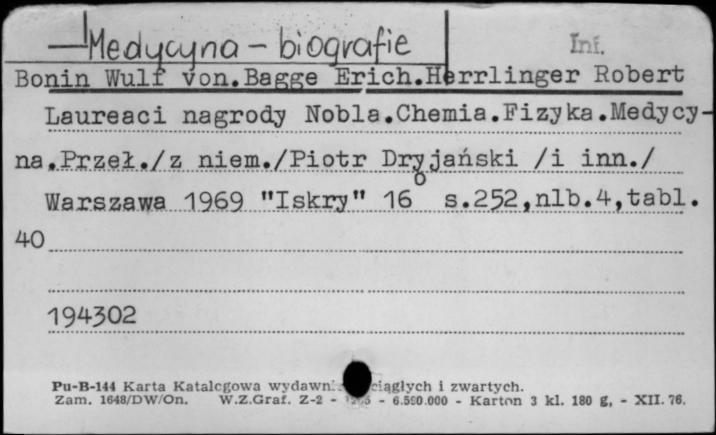 Medycyna - biografie Inf.
Bonin Wulf von.Bagge Erich.Herrlinger Robert
Laureaci nagrody Nobla.Chemia.Fizyka.Medycy-
na.Przeł./z niem./Piotr Dryjański /i inn./
Warszawa 1969 "Iskry" 16° s.252,nlb.4,tabl.
40
194302
Pu-B-144 Karta Katalogowa ciągłych i zwartych.
Zam. 1648/DW/On. W.Z.Graf. Z-2 - - 6.500.000 - Karton 3 kl. 180 g, - XII. 76.